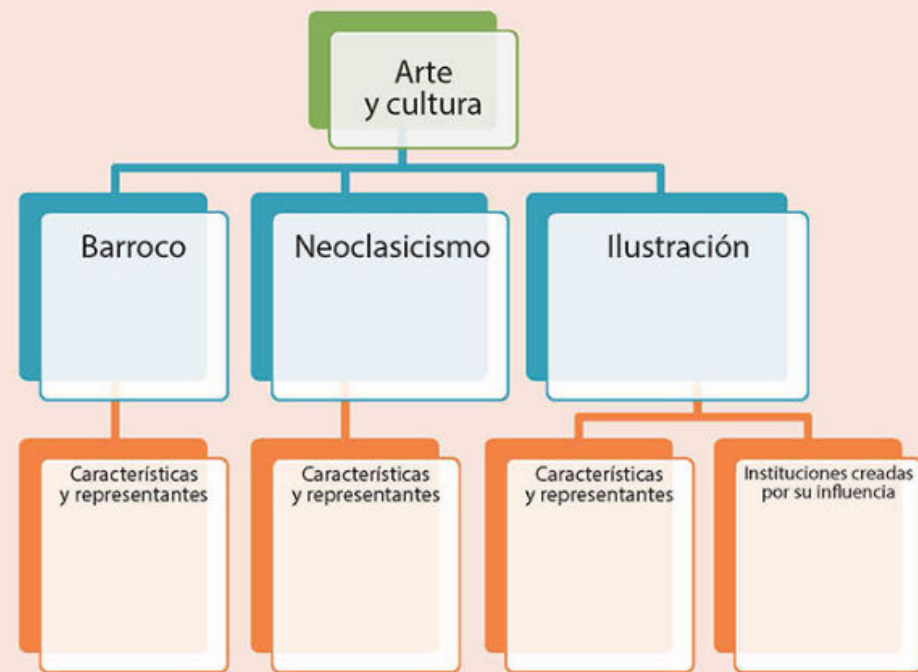 Arte
y cultura
Barroco
Neoclasicismo
Ilustración
Características
y representantes
Características
y representantes
Características
y representantes
Instituciones creadas
por su influencia